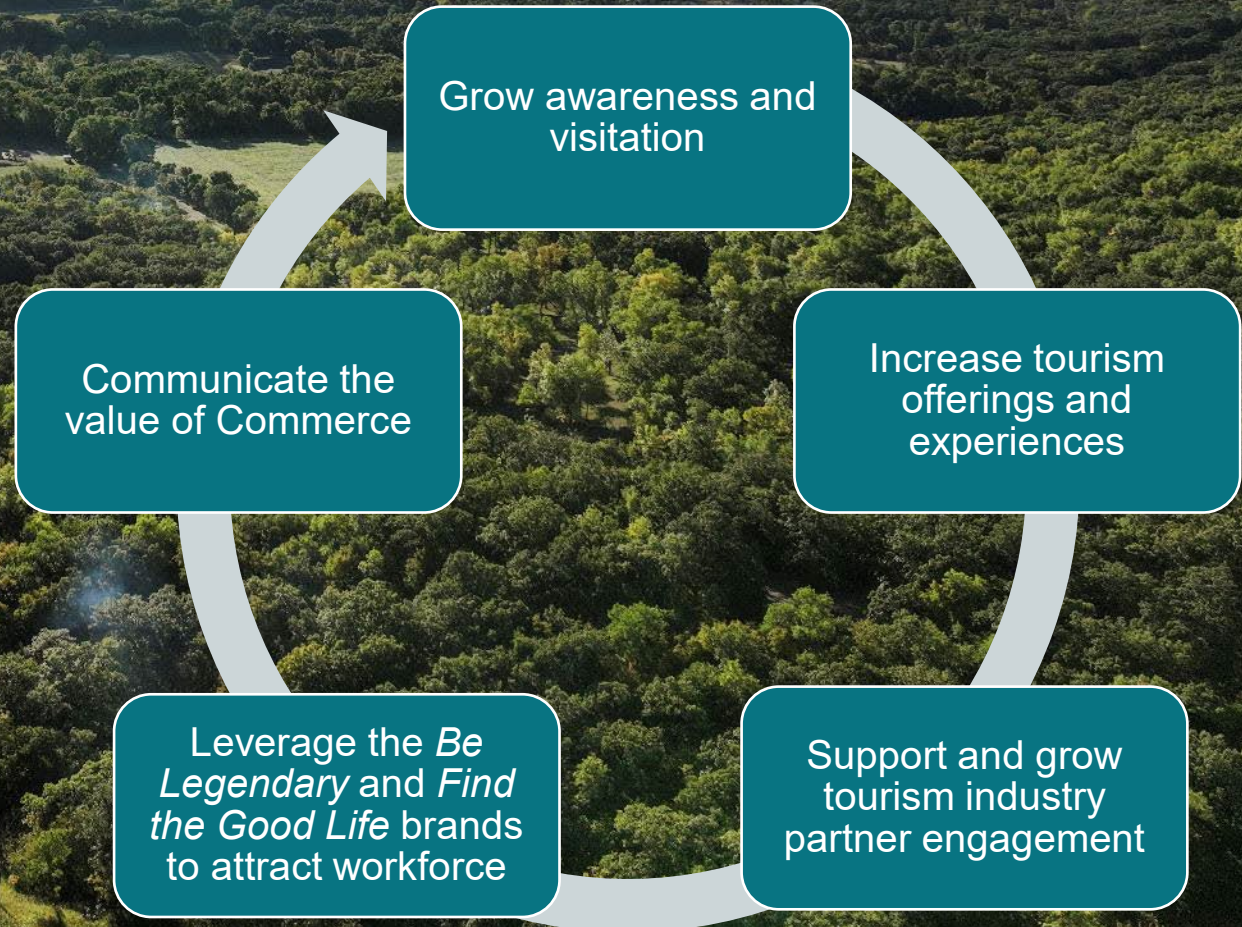 Grow awareness and
visitation
Increase tourism
offerings and
experiences
Support and grow
tourism industry
partner engagement
Leverage the Be
Legendary and Find
the Good Life brands
to attract workforce
Communicate the
value of Commerce